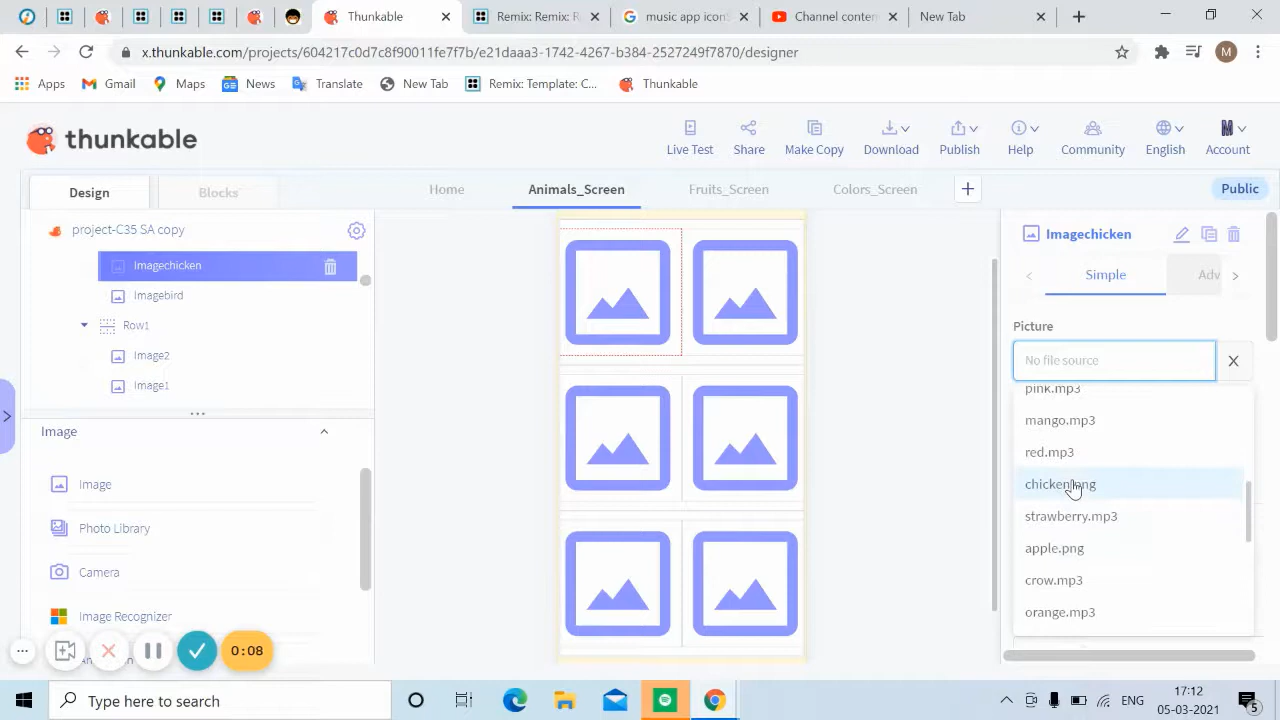 Thunkable
Remix: Remix: R
music app icons
Channel conten
New Tab
x.thunkable.com/projects/604217c0d7c8f90011fe7f7b/e21daaa3-1742-4267-b384-2527249f7870/designer
M
Apps
Gmail
Maps
News
Translate
New Tab
Remix: Template: C...
Thunkable
thunkable
Live Test
Share
Make Copy
Download
Publish
Help
Community
English
Account
Design
Blocks
Home
Animals_Screen
Fruits_Screen
Colors_Screen
Public
project-C35 SA copy
Imagechicken
Imagebird
Row1
Image2
Image1
Image
Image
Photo Library
Camera
Image Recognizer
Imagechicken
Simple
Adv
Picture
No file source
pink.mp3
mango.mp3
red.mp3
chicken.png
strawberry.mp3
apple.png
crow.mp3
orange.mp3
0:08
Type here to search
ENG
17:12
05-03-2021
5